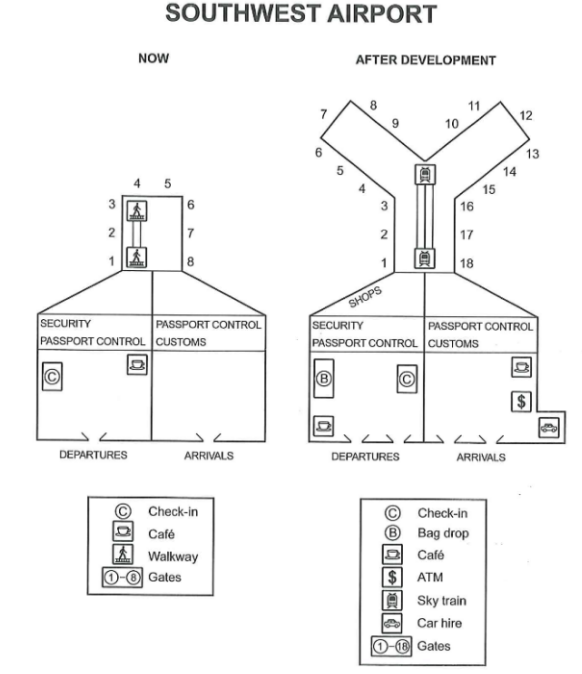 SOUTHWEST AIRPORT
NOW
4 5
3 6
2 7
1 8
SECURITY
PASSPORT CONTROL
PASSPORT CONTROL
CUSTOMS
C
DEPARTURES
ARRIVALS
C Check-in
Café
Walkway
1-8 Gates
AFTER DEVELOPMENT
8 11
7 12
9 10
6 13
5 14
4 15
3 16
2 17
1 18
SHOPS
SECURITY
PASSPORT CONTROL
PASSPORT CONTROL
CUSTOMS
B
C
$
DEPARTURES
ARRIVALS
C Check-in
B Bag drop
Café
$ ATM
Sky train
Car hire
1-18 Gates